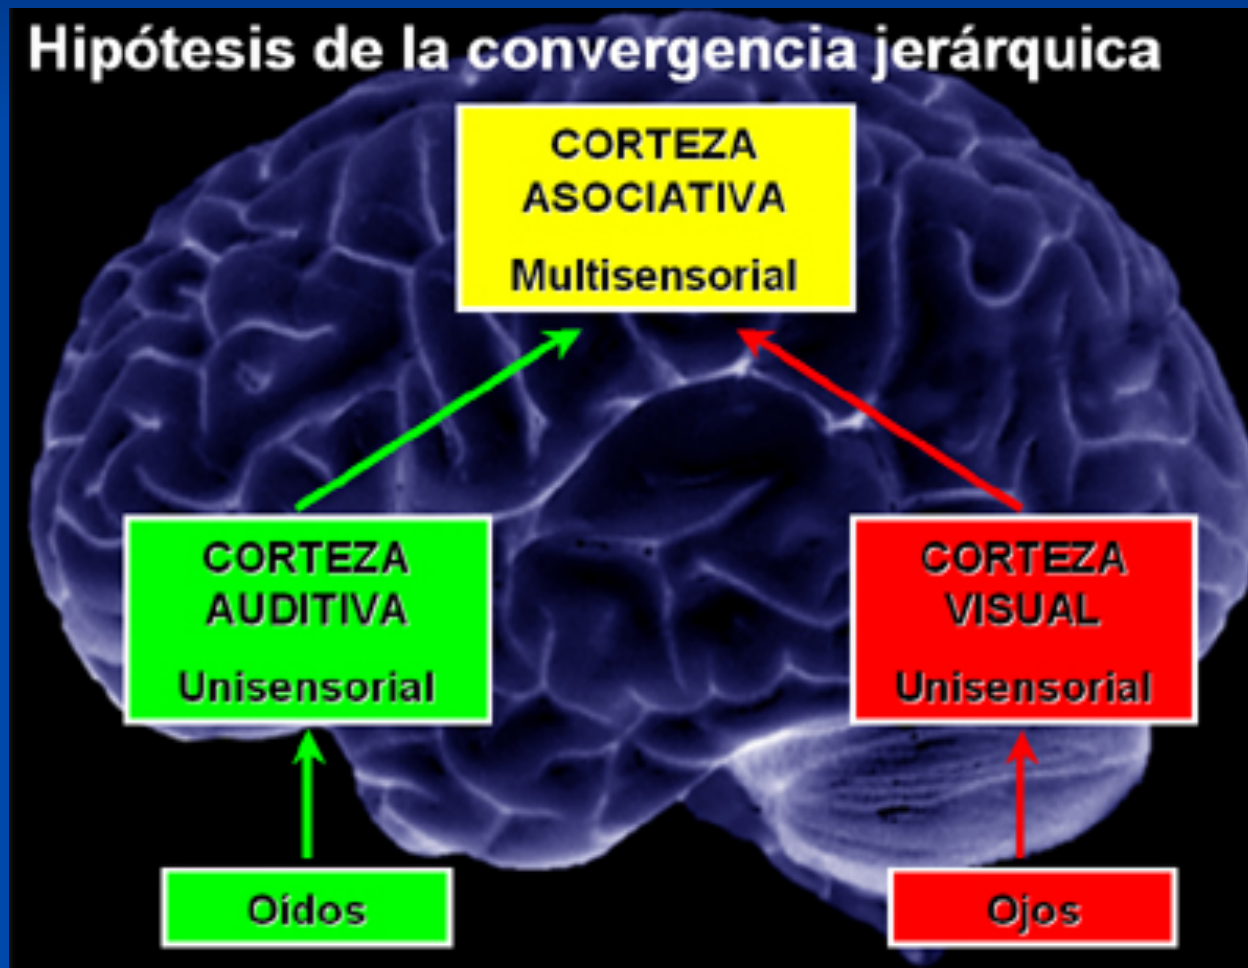 Hipótesis de la convergencia jerárquica
CORTEZA
ASOCIATIVA
Multisensorial
CORTEZA
AUDITIVA
Unisensorial
CORTEZA
VISUAL
Unisensorial
Oídos
Ojos